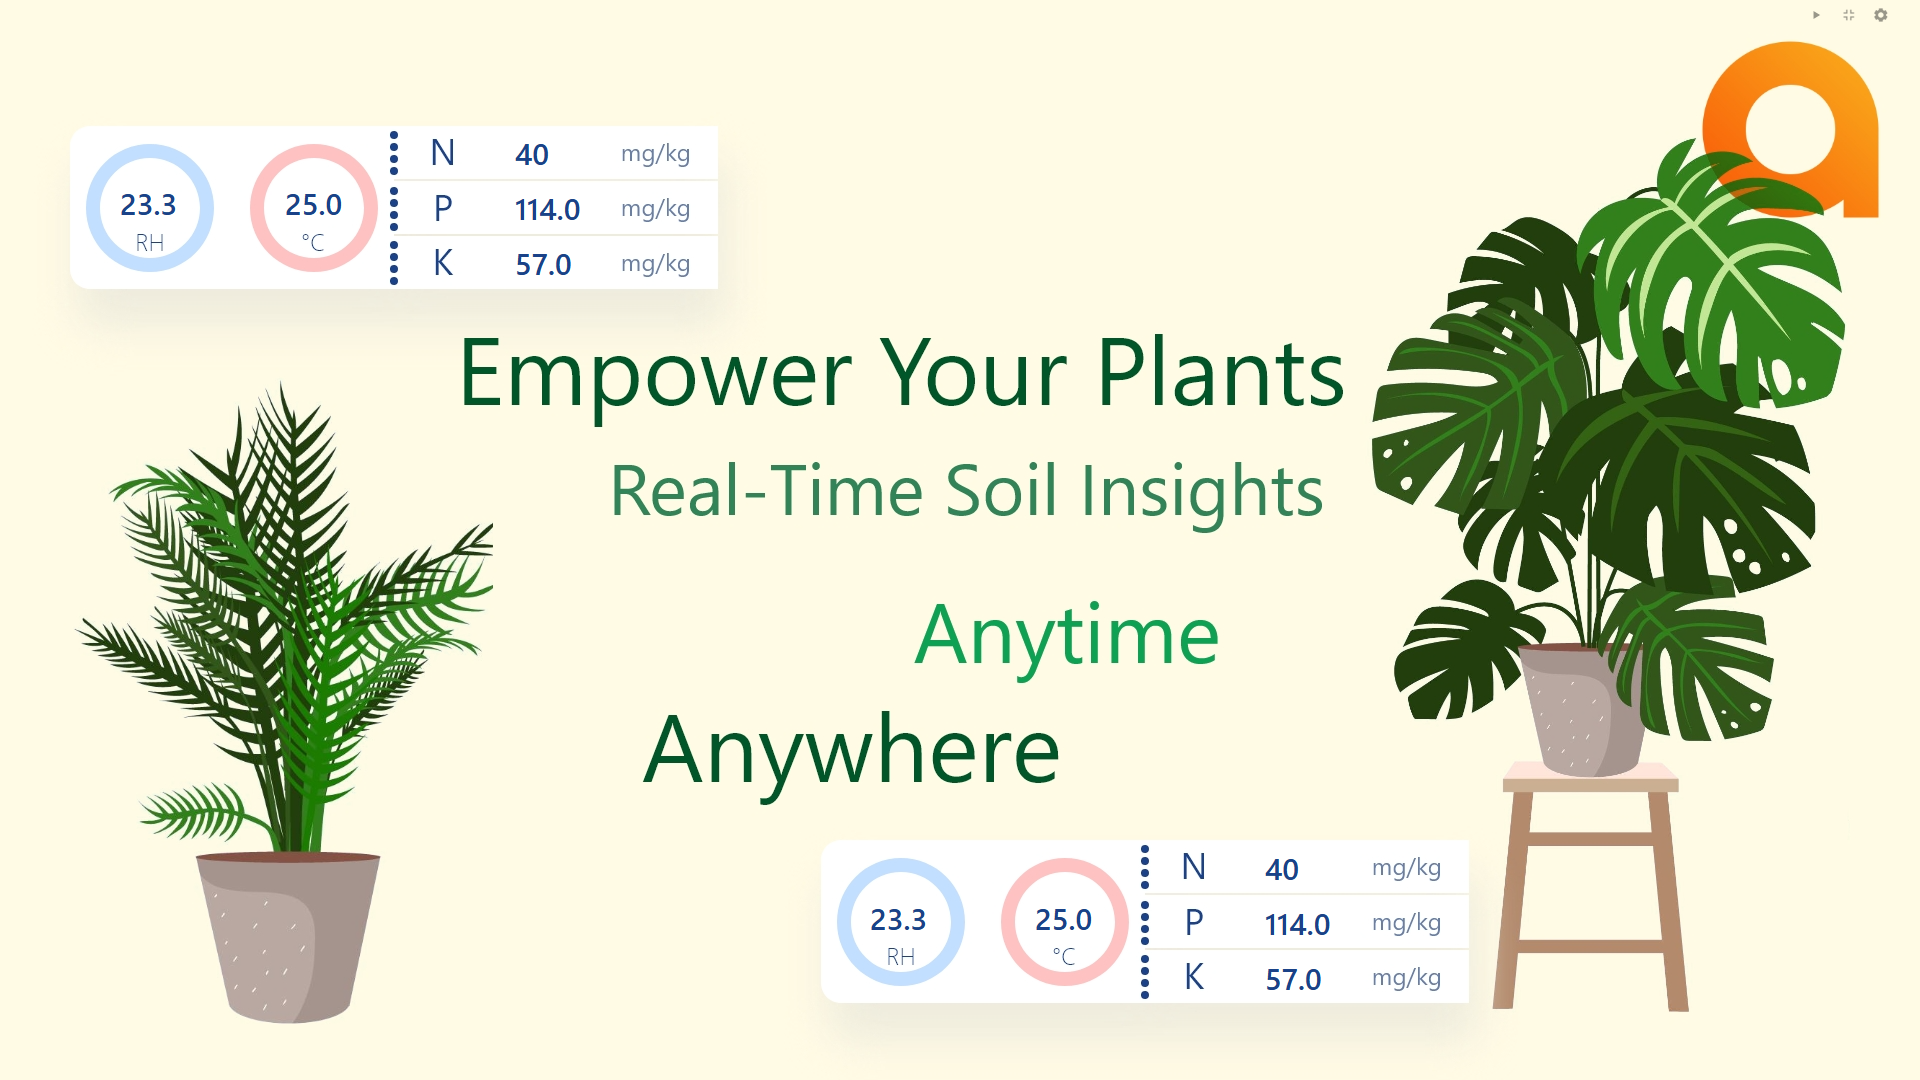 N 40 mg/kg
23.3 RH
25.0 °C
P 114.0 mg/kg
K 57.0 mg/kg
Empower Your Plants
Real-Time Soil Insights
Anytime
Anywhere
N 40 mg/kg
23.3 RH
25.0 °C
P 114.0 mg/kg
K 57.0 mg/kg